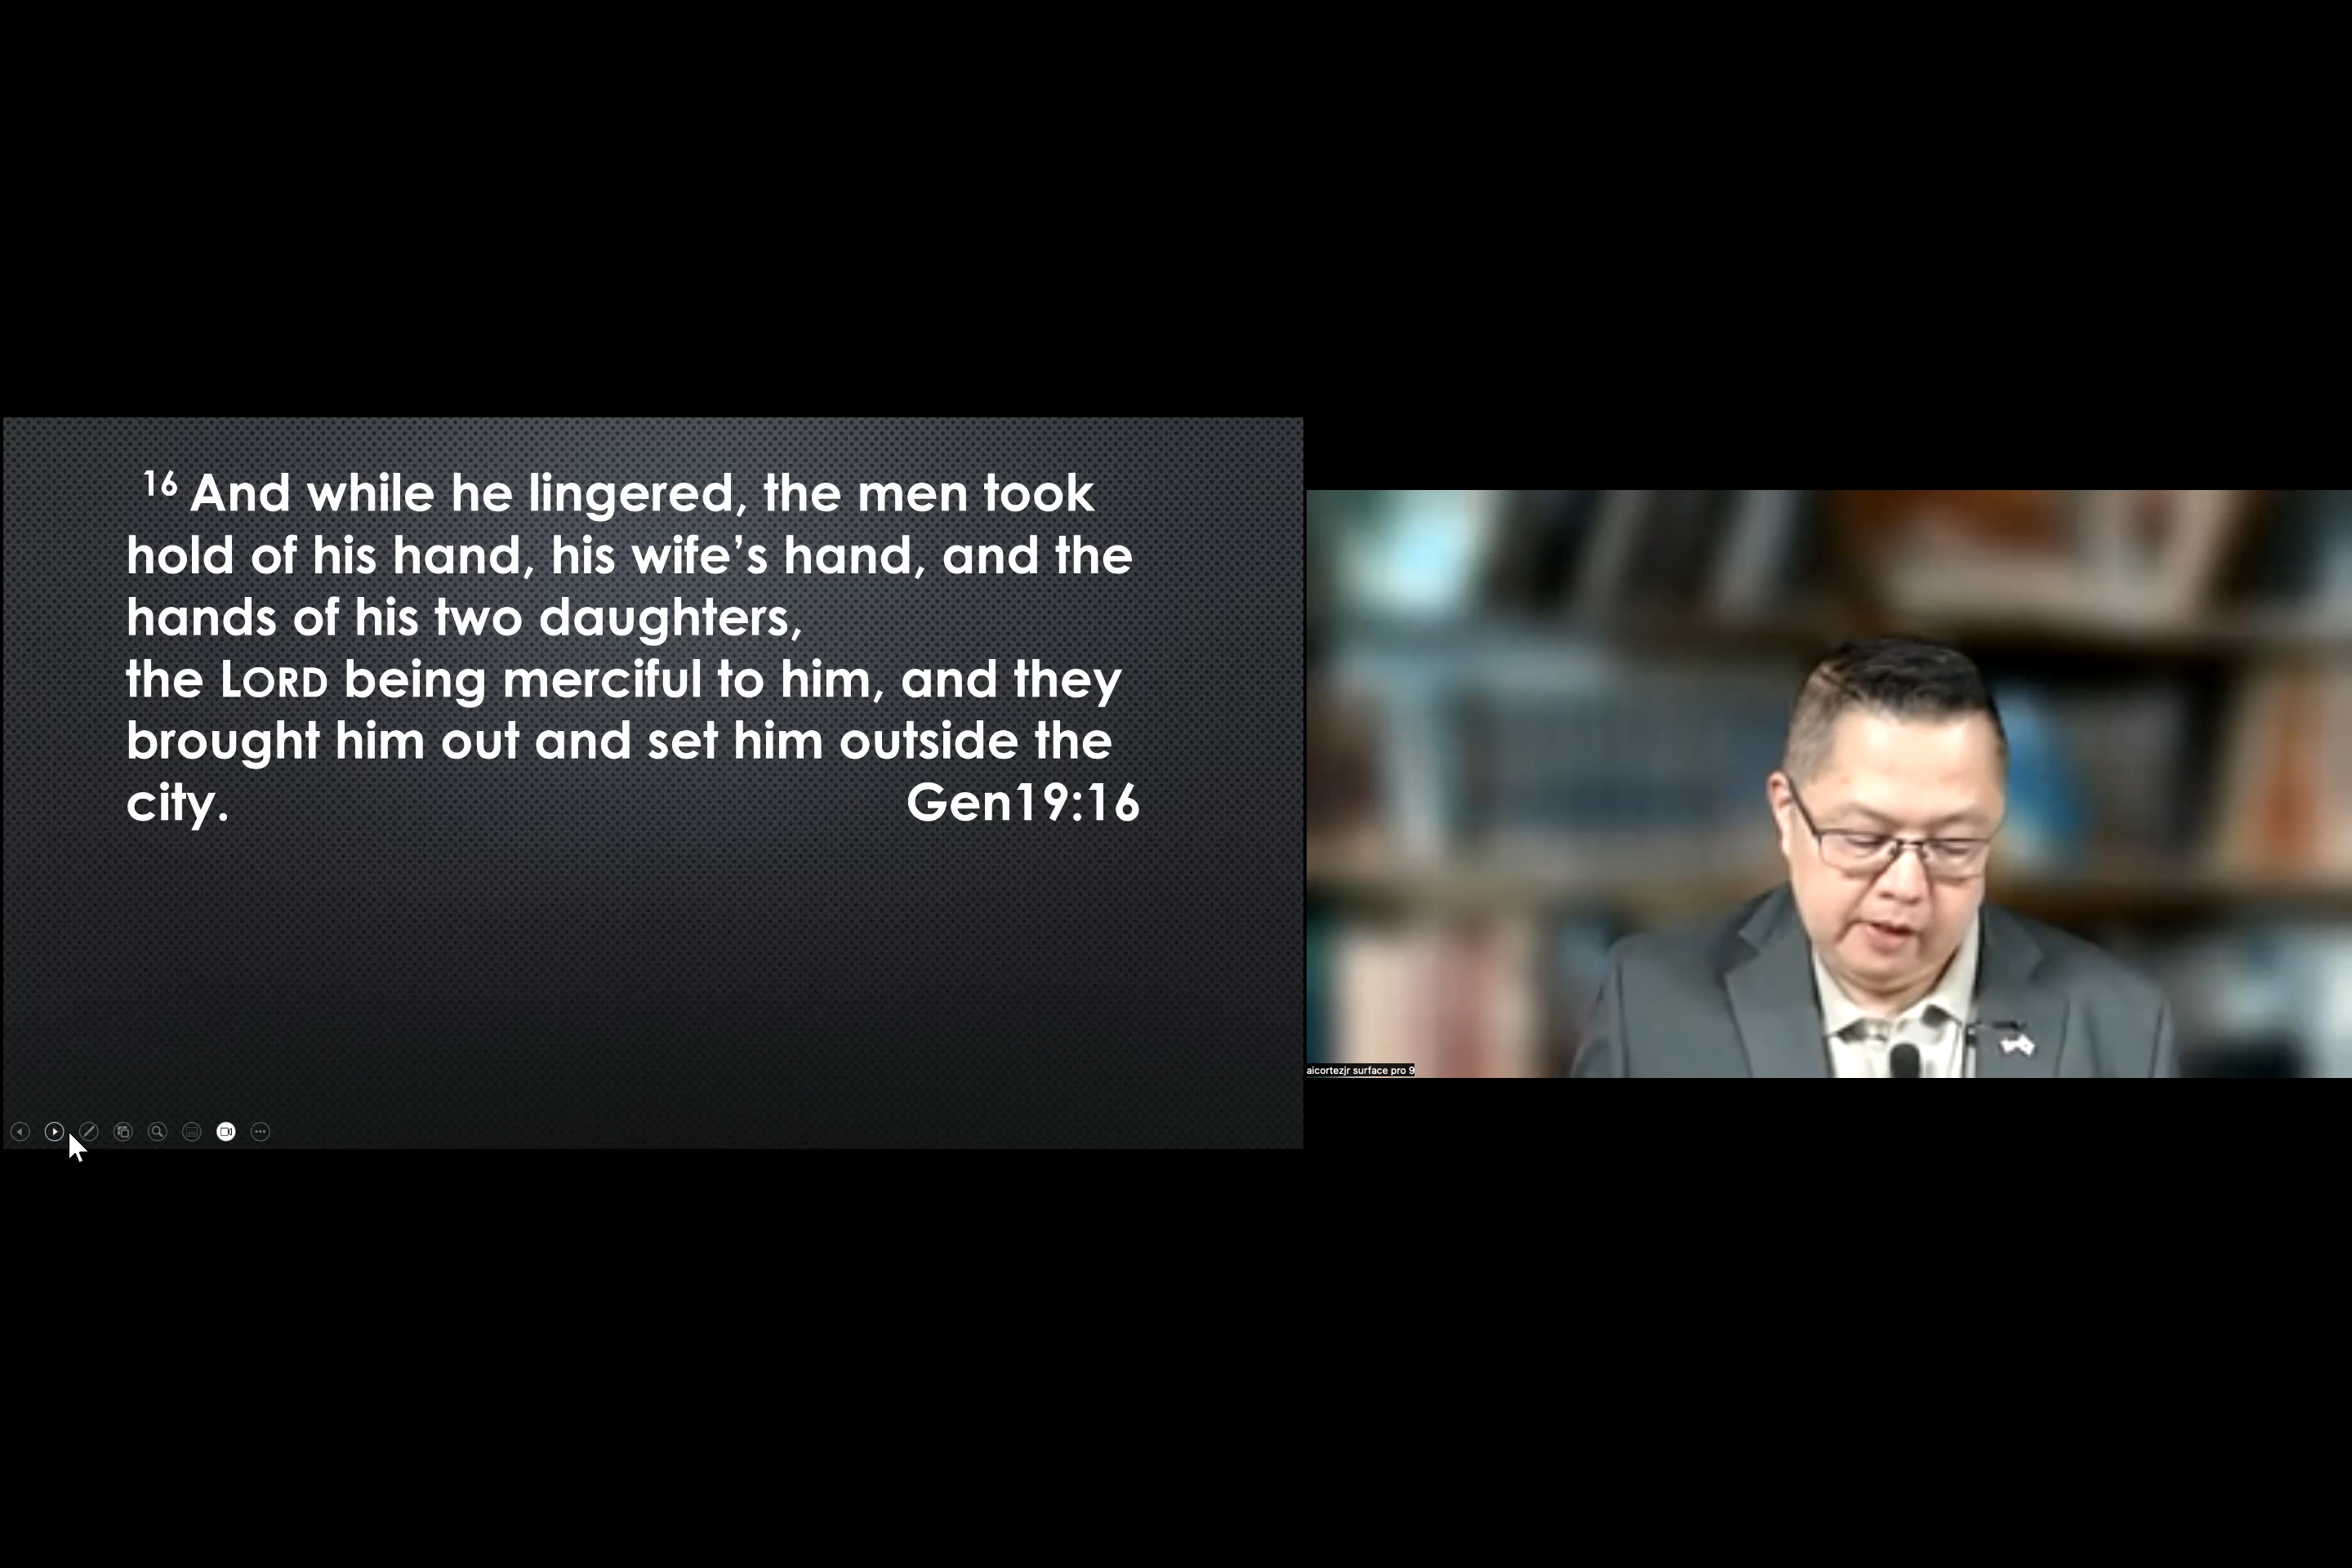 16 And while he lingered, the men took
hold of his hand, his wife’s hand, and the
hands of his two daughters,
the LORD being merciful to him, and they
brought him out and set him outside the
city. Gen19:16
aicortezjr surface pro 9